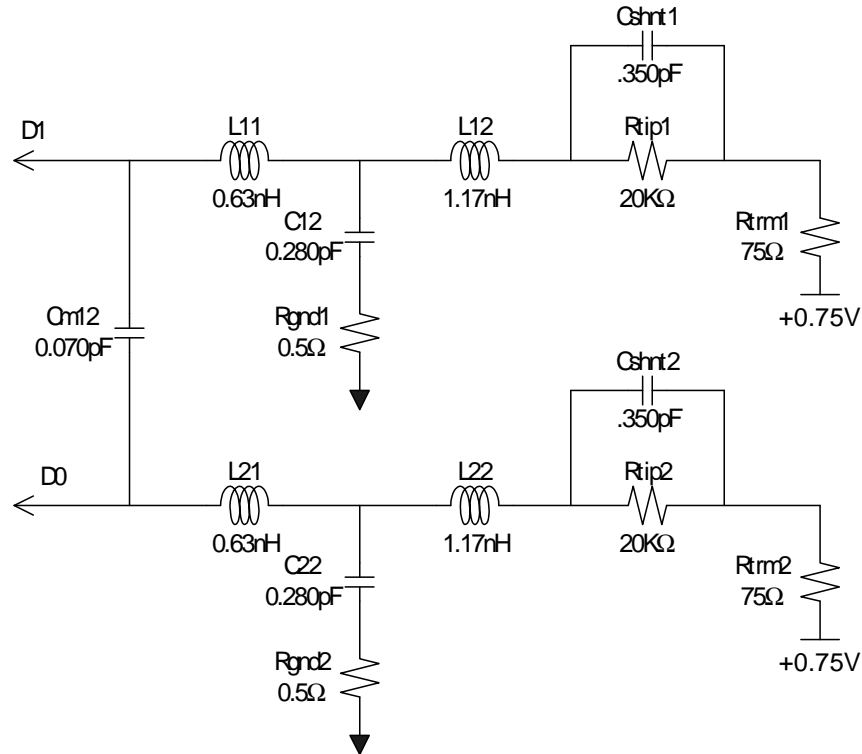 Cshnt1
.350pF
D1
L11
0.63nH
L12
1.17nH
Rtip1
20KΩ
C12
0.280pF
Rgnd1
0.5Ω
Rtrm1
75Ω
+0.75V
Cm12
0.070pF
Cshnt2
.350pF
D0
L21
0.63nH
L22
1.17nH
Rtip2
20KΩ
C22
0.280pF
Rgnd2
0.5Ω
Rtrm2
75Ω
+0.75V